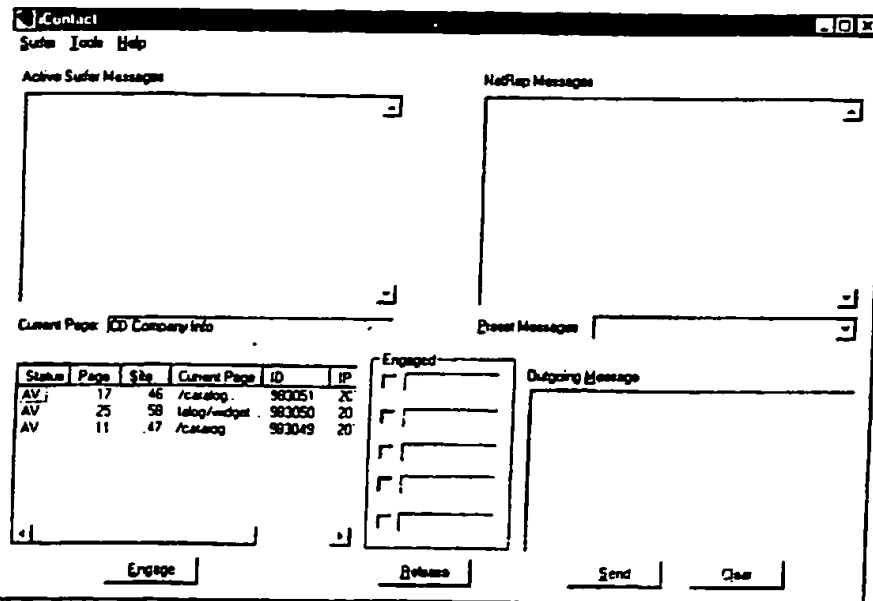 iContact
Surfer Tools Help
Active Surfer Messages
NetRep Messages
Current Page: CD Company Info
Preset Messages
Status Page Site Current Page ID IP
AV 17 46 /catalog. 983051 20
AV 25 58 talog/widget . 983050 20
AV 11 47 /catalog 983049 20
Engaged
Outgoing Message
Engage
Release
Send
Clear